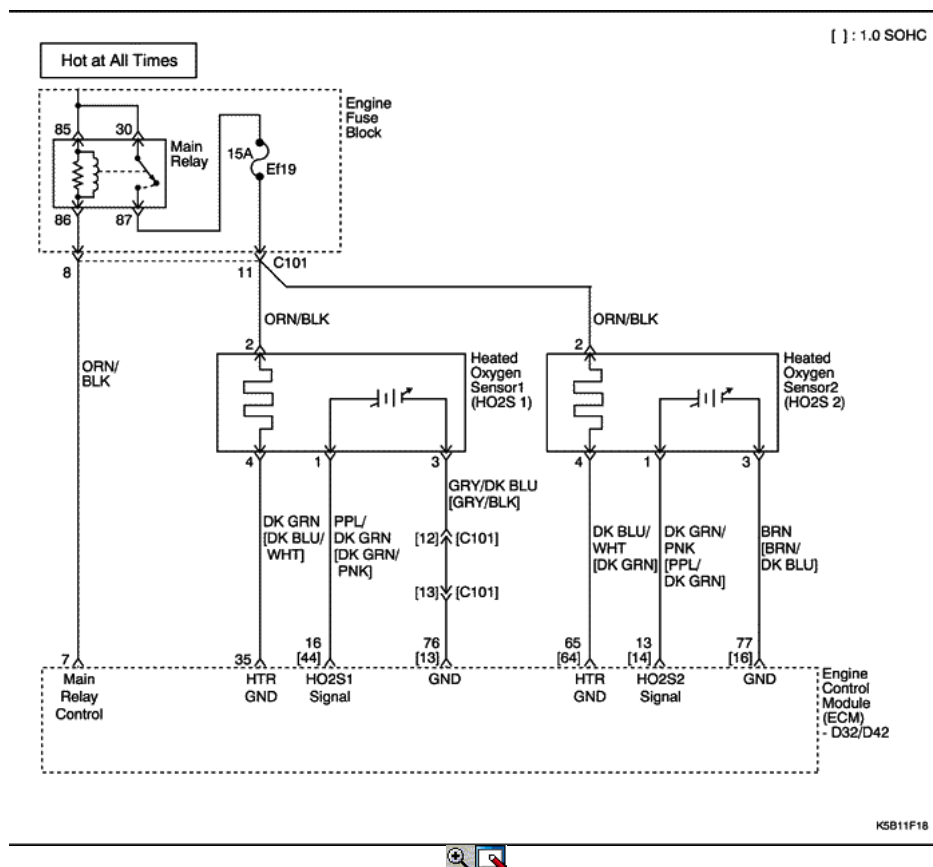 [ ] : 1.0 SOHC
Hot at All Times
Engine
Fuse
Block
85
30
Main
Relay
15A
Ef19
86
87
8
11
C101
ORN/BLK
ORN/BLK
ORN/
BLK
2
Heated
Oxygen
Sensor1
(HO2S 1)
2
Heated
Oxygen
Sensor2
(HO2S 2)
4
1
3
4
1
3
GRY/DK BLU
[GRY/BLK]
DK GRN
[DK BLU/
WHT]
PPL/
DK GRN
[DK GRN/
PNK]
[12]
[C101]
[13]
[C101]
DK BLU/
WHT
[DK GRN]
DK GRN/
PNK
[PPL/
DK GRN]
BRN
[BRN/
DK BLU]
7
35
16
[44]
76
[13]
65
[64]
13
[14]
77
[16]
Main
Relay
Control
HTR
GND
HO2S1
Signal
GND
HTR
GND
HO2S2
Signal
GND
Engine
Control
Module
(ECM)
- D32/D42
K5B11F18